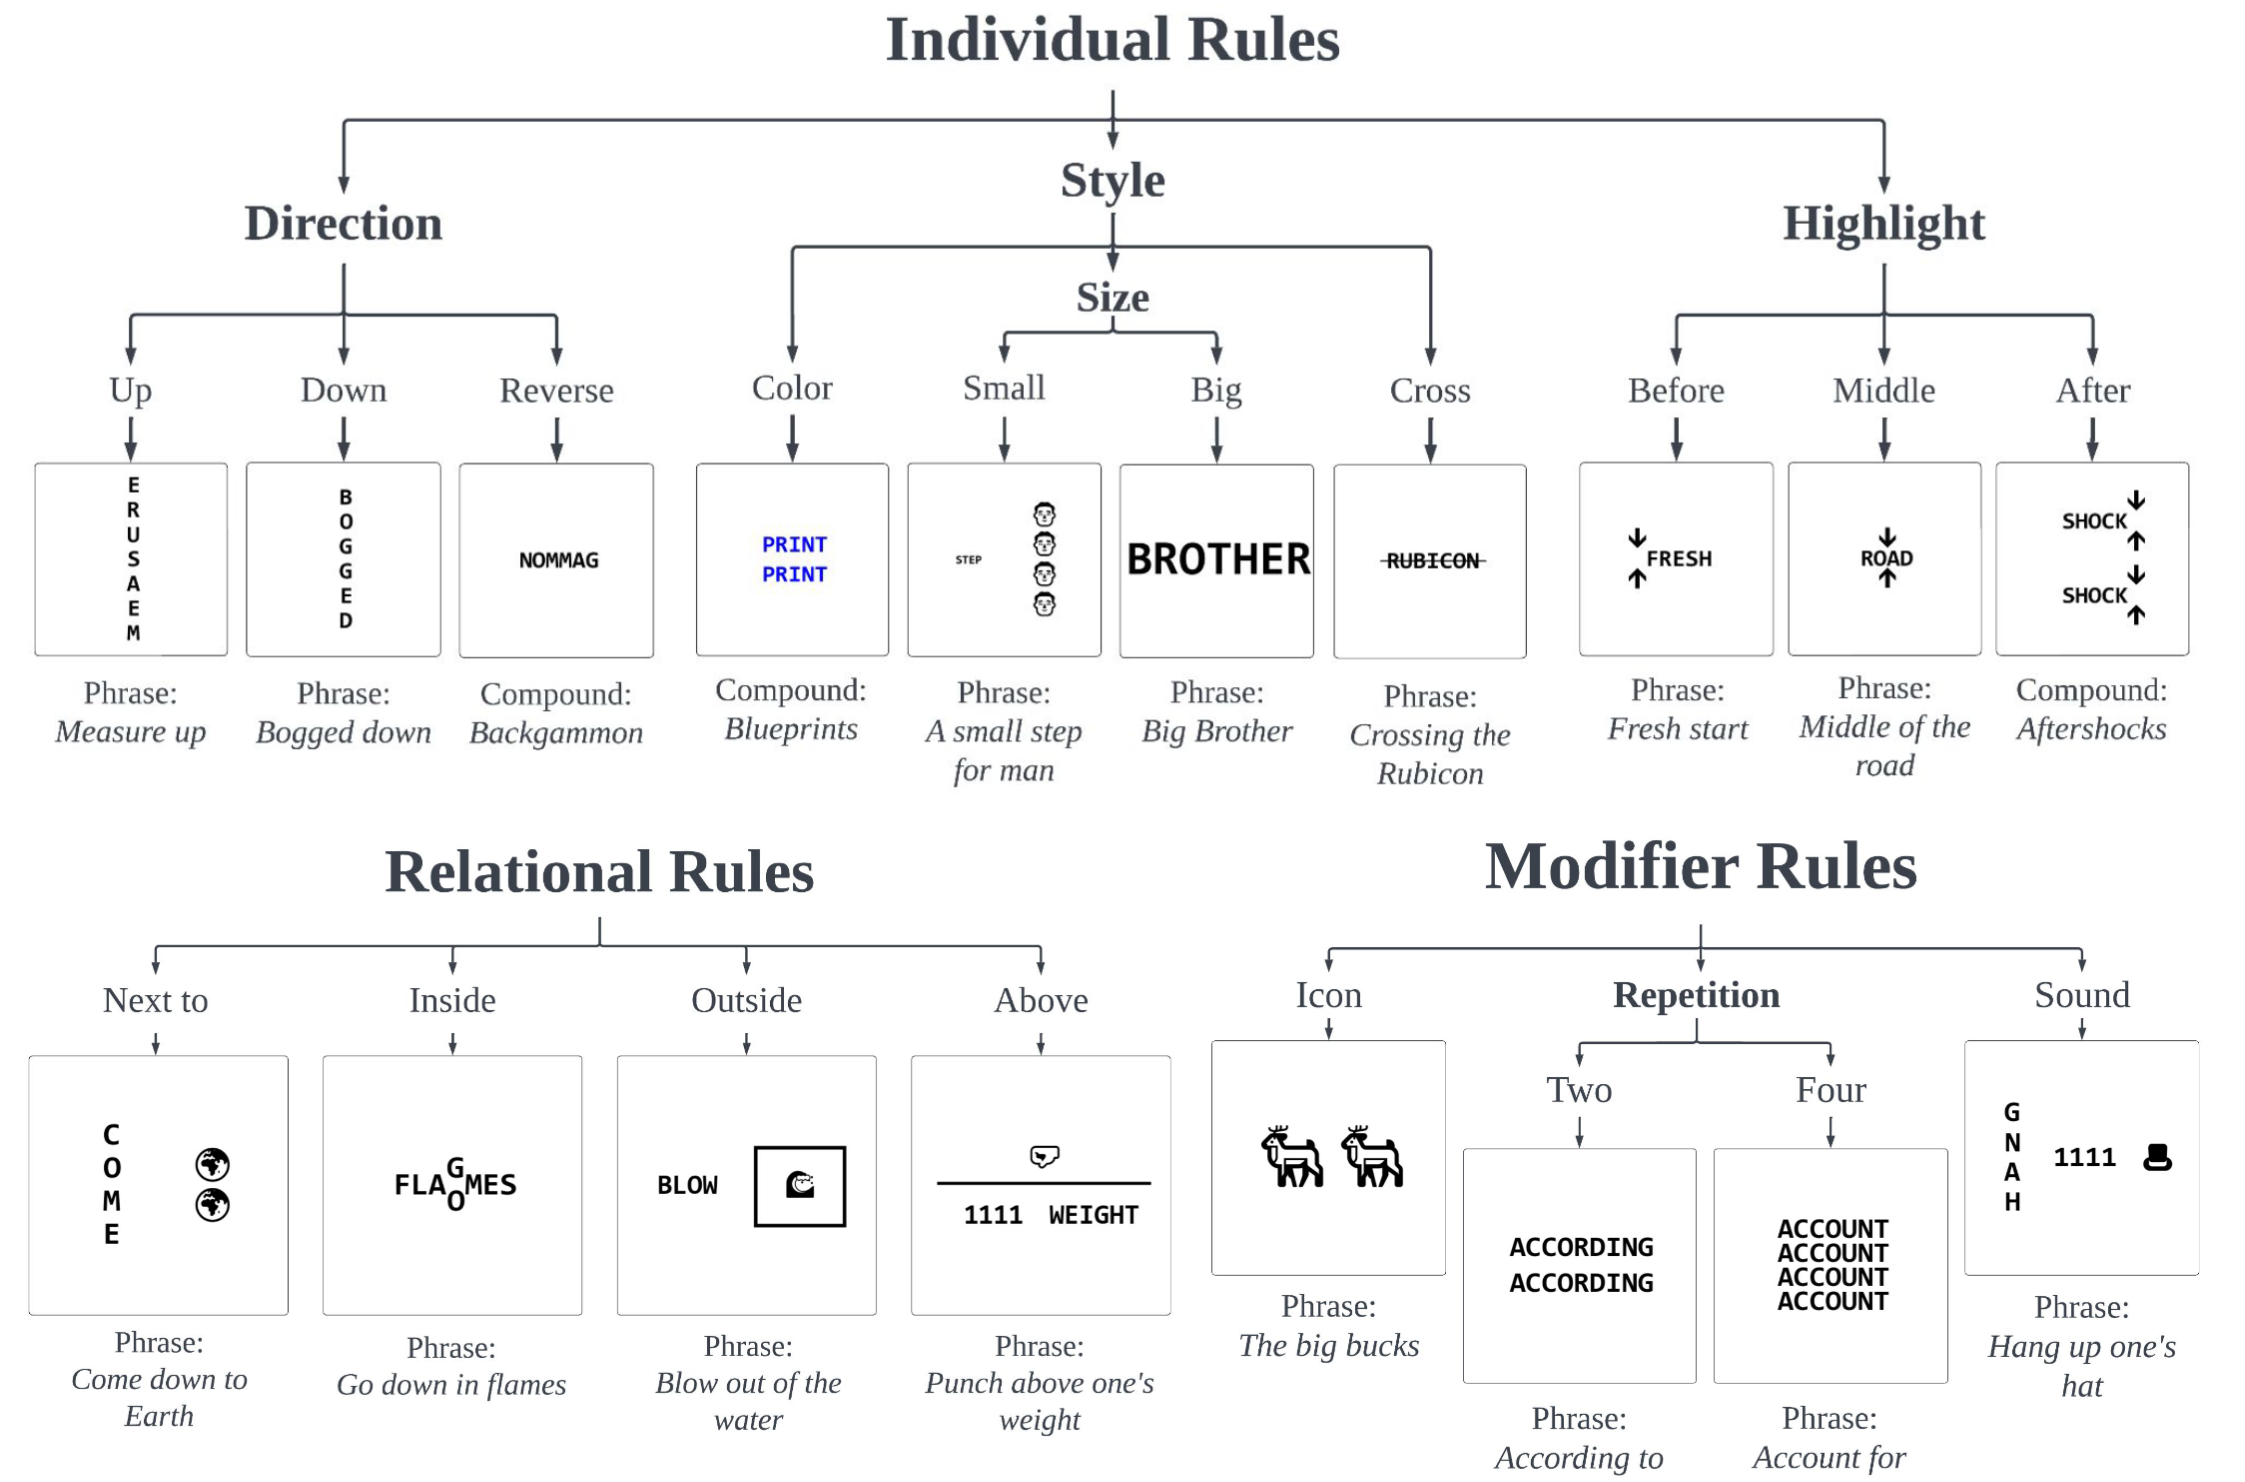 Individual Rules
Direction
Style
Highlight
Size
Up
Down
Reverse
Color
Small
Big
Cross
Before
Middle
After
E
R
U
S
A
E
M
B
O
G
G
E
D
NOMMAG
PRINT
PRINT
STEP
BROTHER
RUBICON
FRESH
ROAD
SHOCK
SHOCK
Phrase:
Measure up
Phrase:
Bogged down
Compound:
Backgammon
Compound:
Blueprints
Phrase:
A small step
for man
Phrase:
Big Brother
Phrase:
Crossing the
Rubicon
Phrase:
Fresh start
Phrase:
Middle of the
road
Compound:
Aftershocks
Relational Rules
Next to
Inside
Outside
Above
C
O
M
E
FLA
G
O
MES
BLOW
1111 WEIGHT
Phrase:
Come down to
Earth
Phrase:
Go down in flames
Phrase:
Blow out of the
water
Phrase:
Punch above one's
weight
Modifier Rules
Icon
Repetition
Sound
Two
Four
ACCORDING
ACCORDING
ACCOUNT
ACCOUNT
ACCOUNT
ACCOUNT
G
N
A
H
1111
Phrase:
The big bucks
Phrase:
According to
Phrase:
Account for
Phrase:
Hang up one's
hat